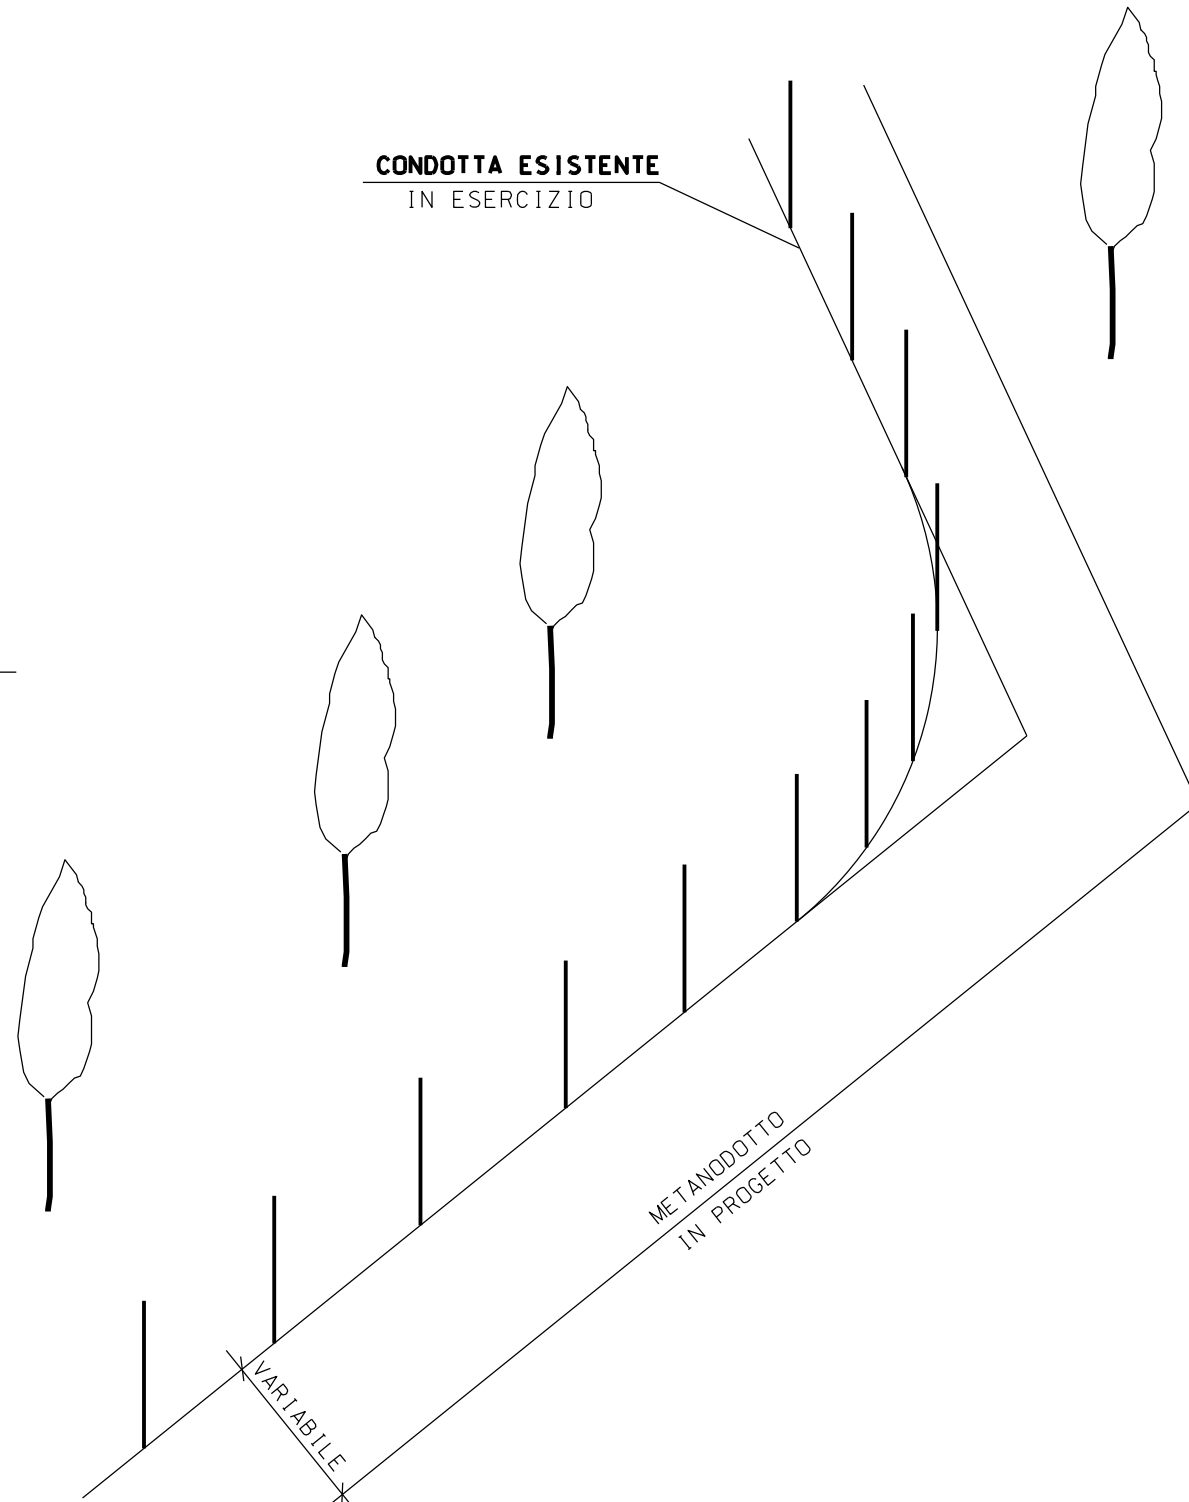 CONDOTTA ESISTENTE
IN ESERCIZIO
METANODOTTO
IN PROGETTO
VARIABILE